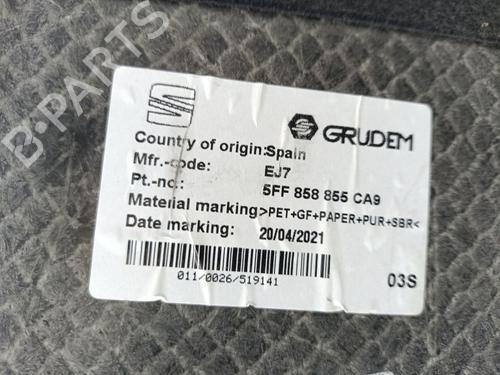 GRUDEM
Country of origin:Spain
Mfr.-code: EJ7
Pt.-no.: 5FF 858 855 CA9
Material marking >PET+GF+PAPER+PUR+SBR<
Date marking: 20/04/2021
011/0026/519141
03S
B-PARTS